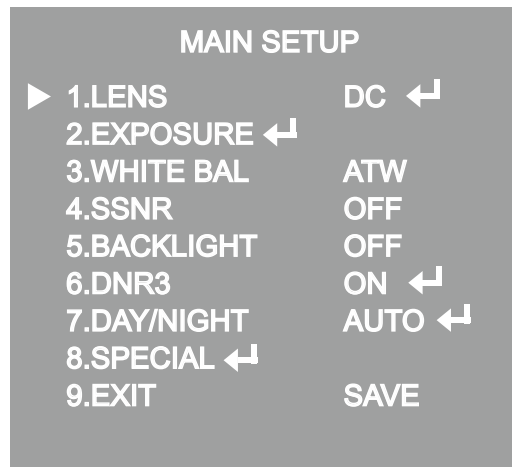 MAIN SETUP
1.LENS DC ↵
2.EXPOSURE ↵
3.WHITE BAL ATW
4.SSNR OFF
5.BACKLIGHT OFF
6.DNR3 ON ↵
7.DAY/NIGHT AUTO ↵
8.SPECIAL ↵
9.EXIT SAVE